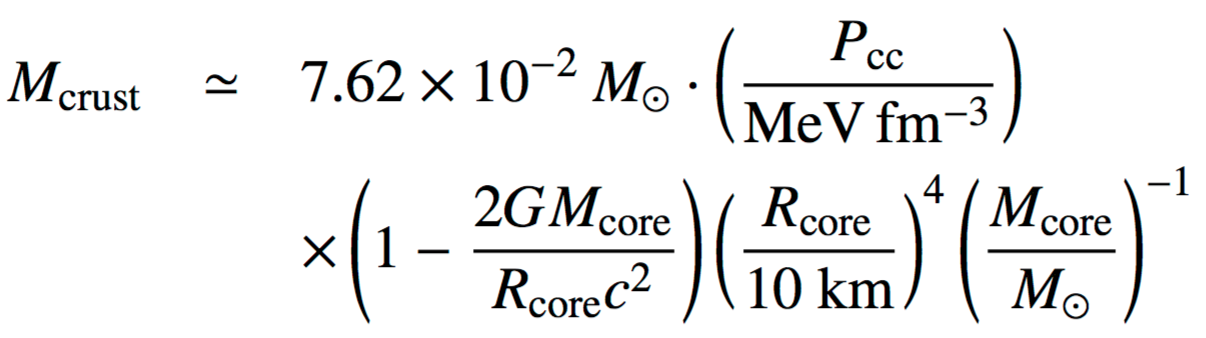 M_crust ≃ 7.62 × 10⁻² M_⊙ · (P_cc / MeV fm⁻³)
× (1 − 2GM_core / R_core c²) (R_core / 10 km)⁴ (M_core / M_⊙)⁻¹